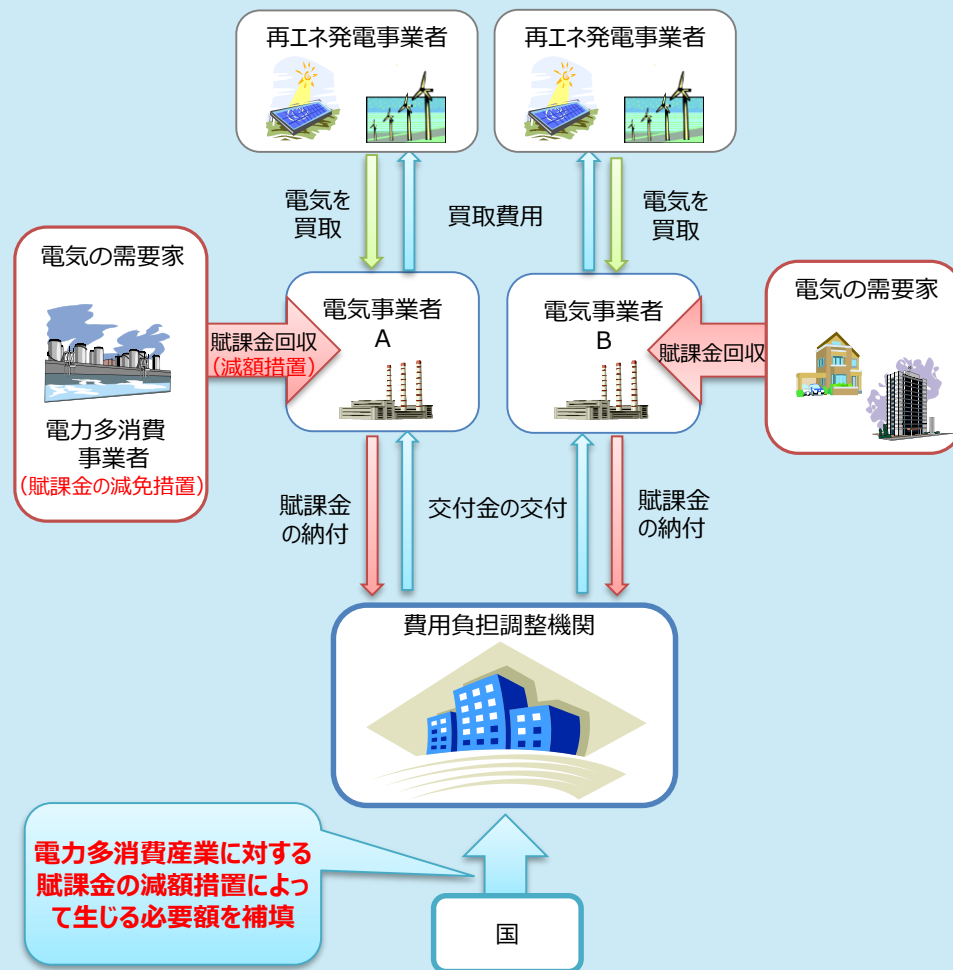 再エネ発電事業者
再エネ発電事業者
電気を
買取
買取費用
電気を
買取
電気の需要家
電力多消費
事業者
(賦課金の減免措置)
賦課金回収
(減額措置)
電気事業者
A
電気事業者
B
賦課金回収
電気の需要家
賦課金
の納付
交付金の交付
賦課金
の納付
費用負担調整機関
電力多消費産業に対する
賦課金の減額措置によっ
て生じる必要額を補填
国